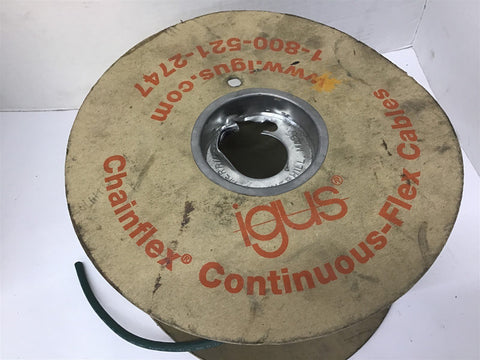 igus®
Chainflex® Continuous-Flex Cables
www.igus.com
1-800-521-2747